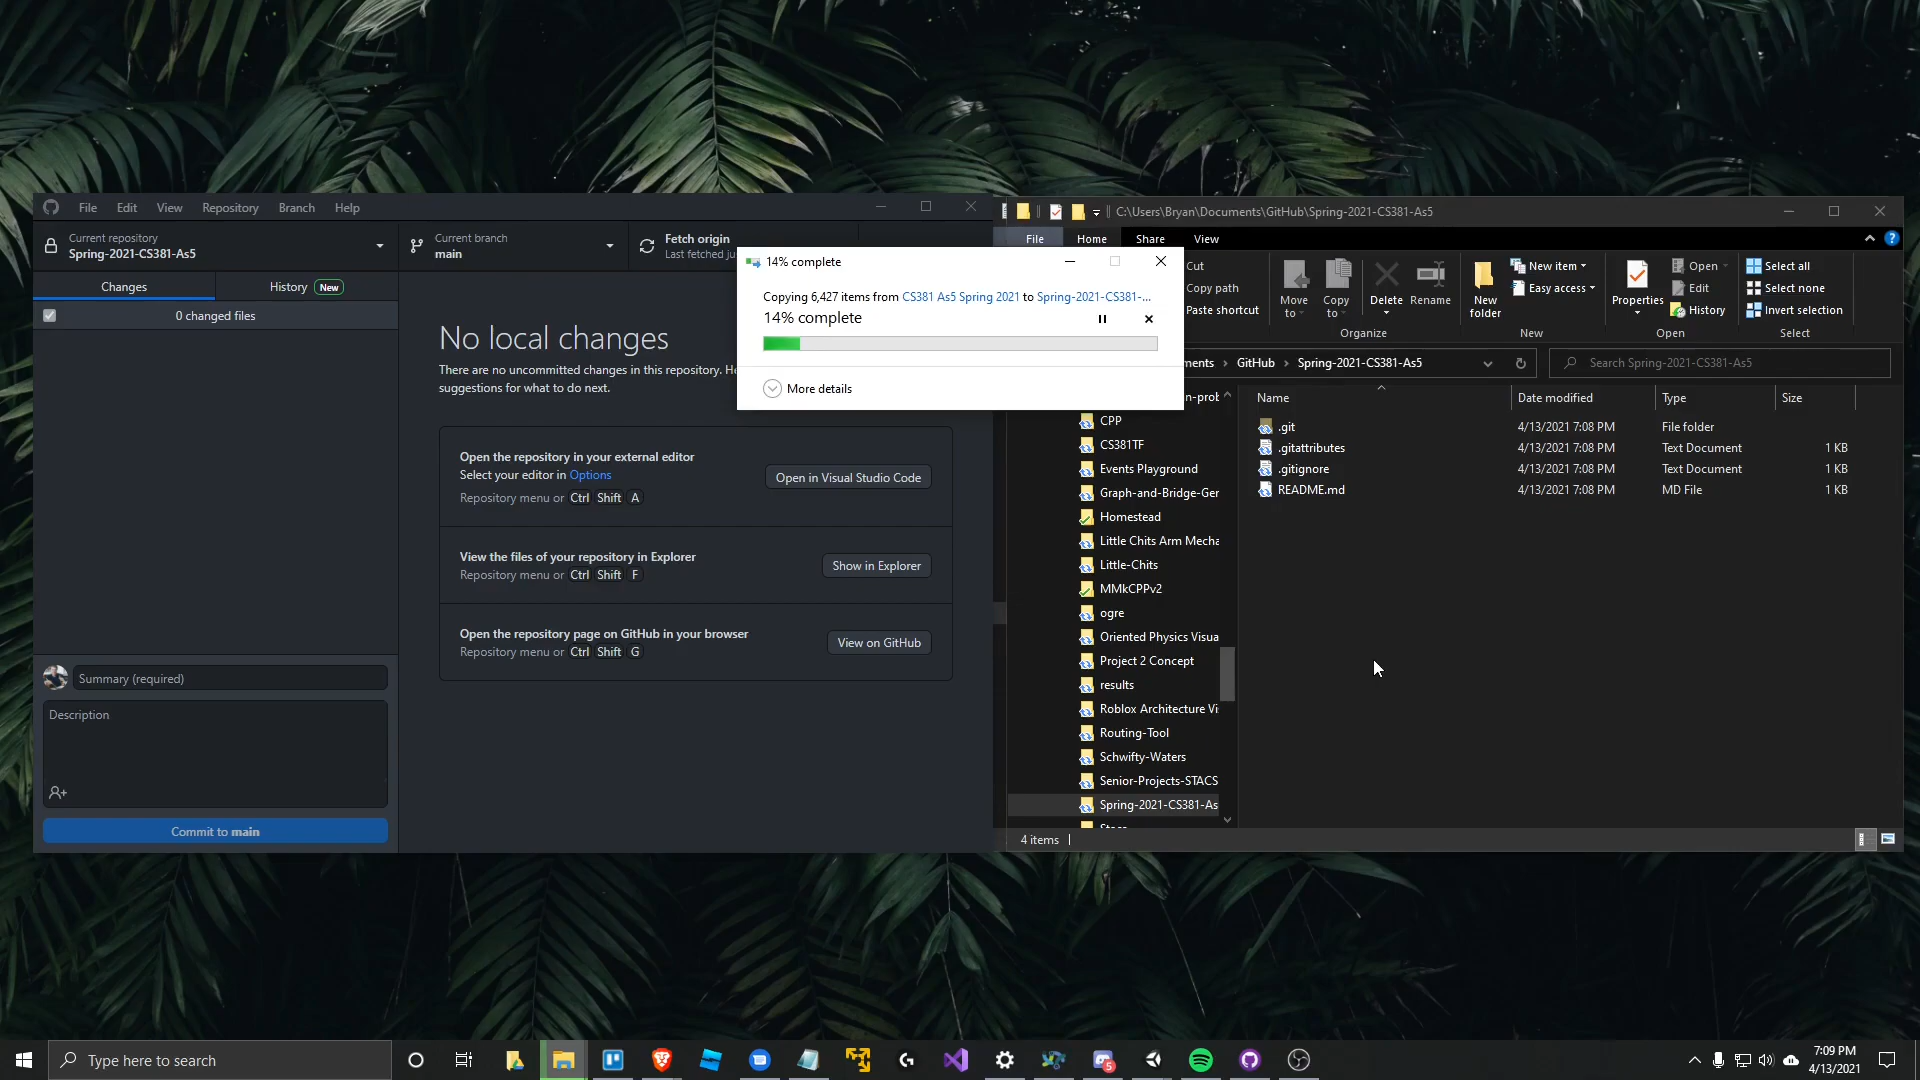 File Edit View Repository Branch Help
Current repository
Spring-2021-CS381-As5
Current branch
main
Fetch origin
Last fetched ju
Changes
History New
0 changed files
No local changes
There are no uncommitted changes in this repository. He
suggestions for what to do next.
Open the repository in your external editor
Select your editor in Options
Repository menu or Ctrl Shift A
Open in Visual Studio Code
View the files of your repository in Explorer
Repository menu or Ctrl Shift F
Show in Explorer
Open the repository page on GitHub in your browser
Repository menu or Ctrl Shift G
View on GitHub
Summary (required)
Description
Commit to main
14% complete
Copying 6,427 items from CS381 As5 Spring 2021 to Spring-2021-CS381-...
14% complete
More details
C:\Users\Bryan\Documents\GitHub\Spring-2021-CS381-As5
File Home Share View
Cut
Copy path
Paste shortcut
Move to
Copy to
Delete
Rename
Organize
New folder
New item
Easy access
New
Properties
Open
Edit
History
Open
Select all
Select none
Invert selection
Select
ments › GitHub › Spring-2021-CS381-As5
Search Spring-2021-CS381-As5
n-prob
CPP
CS381TF
Events Playground
Graph-and-Bridge-Ger
Homestead
Little Chits Arm Mecha
Little-Chits
MMkCPPv2
ogre
Oriented Physics Visua
Project 2 Concept
results
Roblox Architecture Vi
Routing-Tool
Schwifty-Waters
Senior-Projects-STACS
Spring-2021-CS381-As
Name Date modified Type Size
.git 4/13/2021 7:08 PM File folder
.gitattributes 4/13/2021 7:08 PM Text Document 1 KB
.gitignore 4/13/2021 7:08 PM Text Document 1 KB
README.md 4/13/2021 7:08 PM MD File 1 KB
4 items
Type here to search
5
7:09 PM
4/13/2021